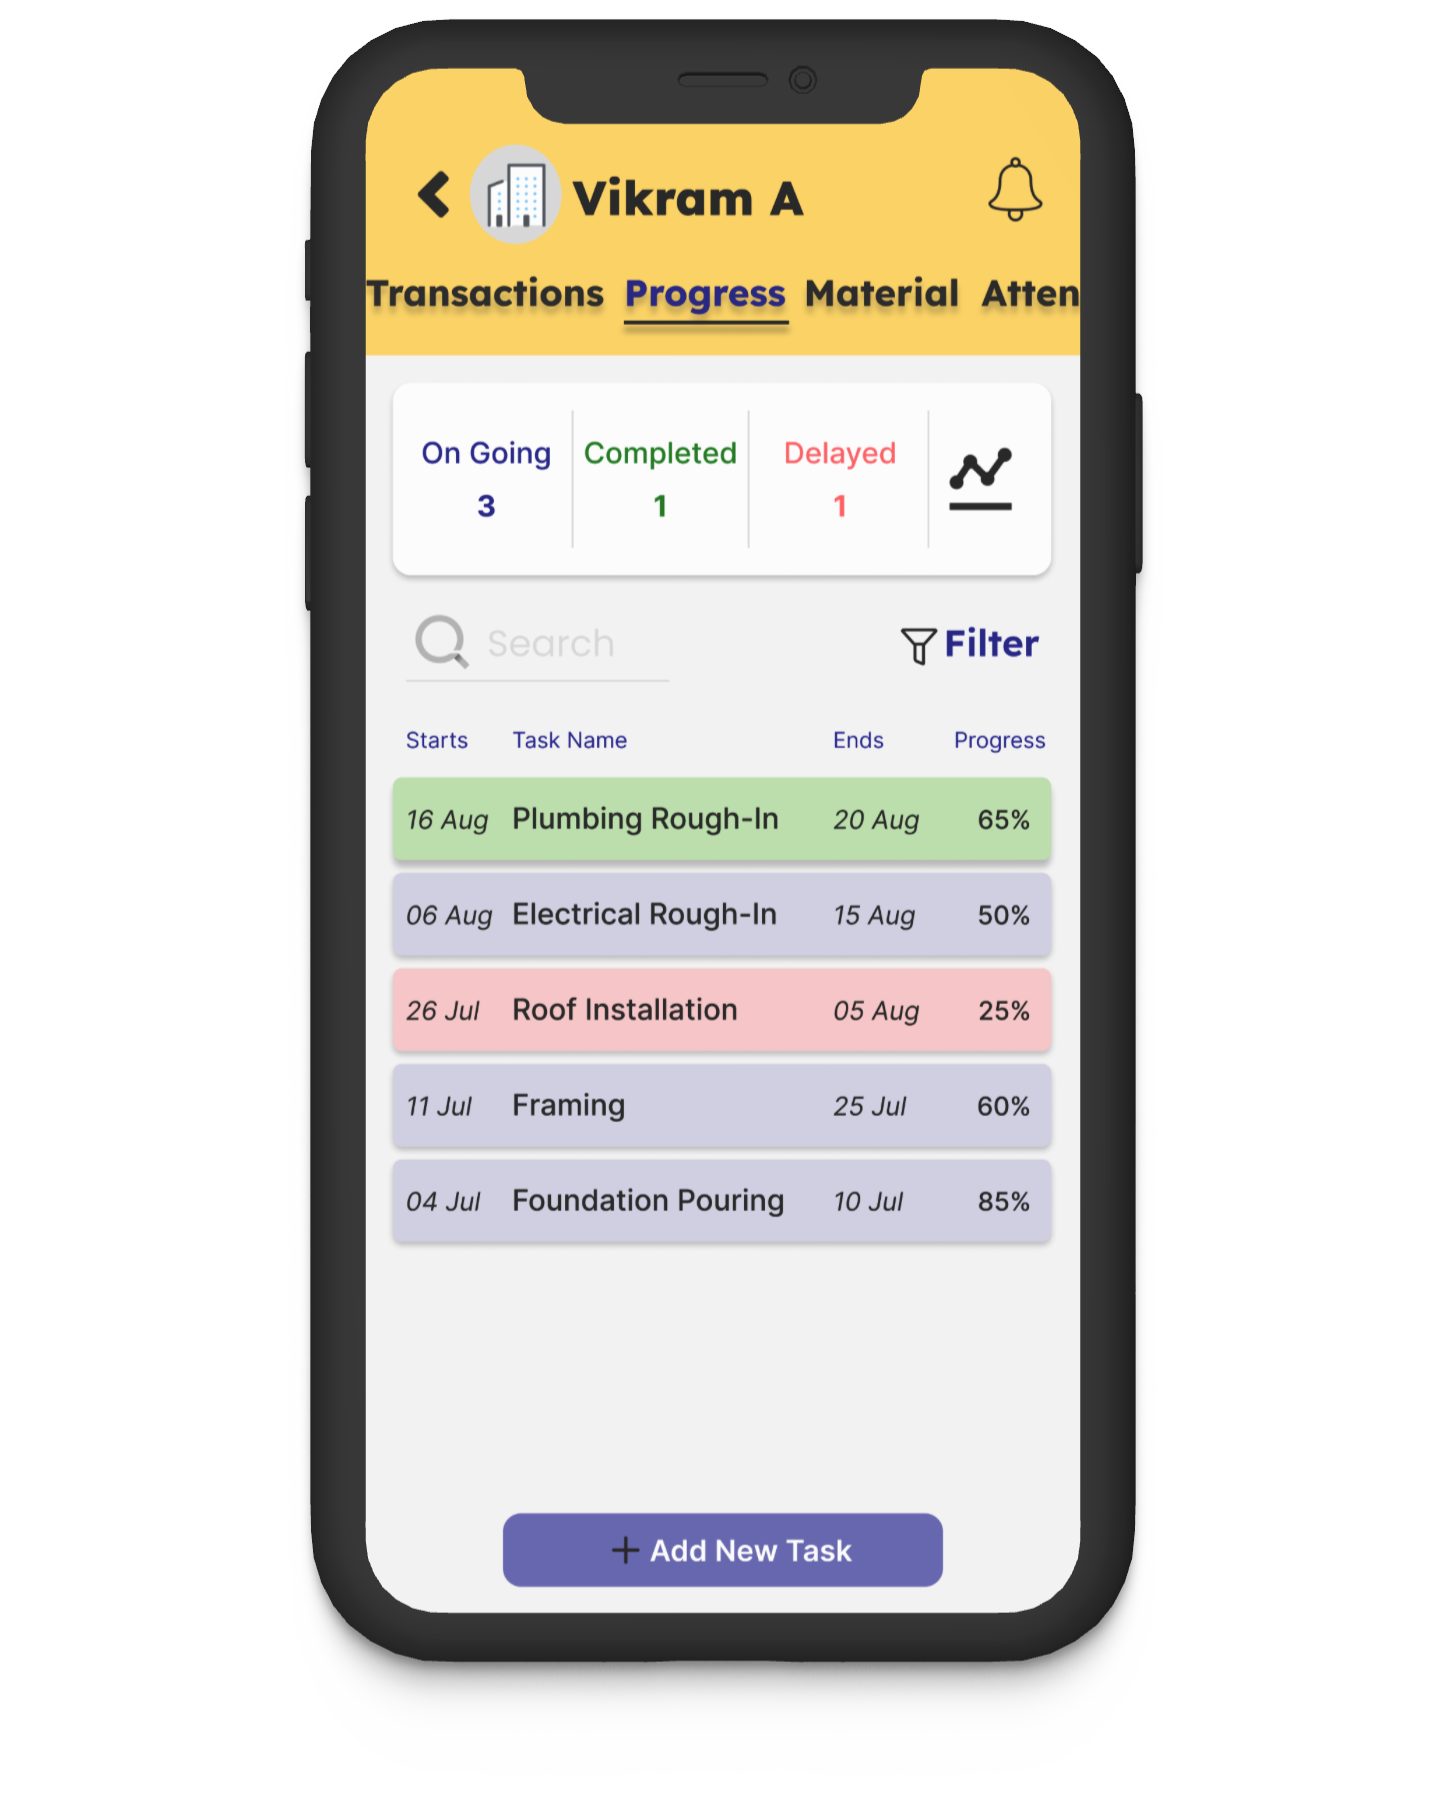 Vikram A
Transactions Progress Material Atten
On Going Completed Delayed
3 1 1
Search Filter
Starts Task Name Ends Progress
16 Aug Plumbing Rough-In 20 Aug 65%
06 Aug Electrical Rough-In 15 Aug 50%
26 Jul Roof Installation 05 Aug 25%
11 Jul Framing 25 Jul 60%
04 Jul Foundation Pouring 10 Jul 85%
+ Add New Task